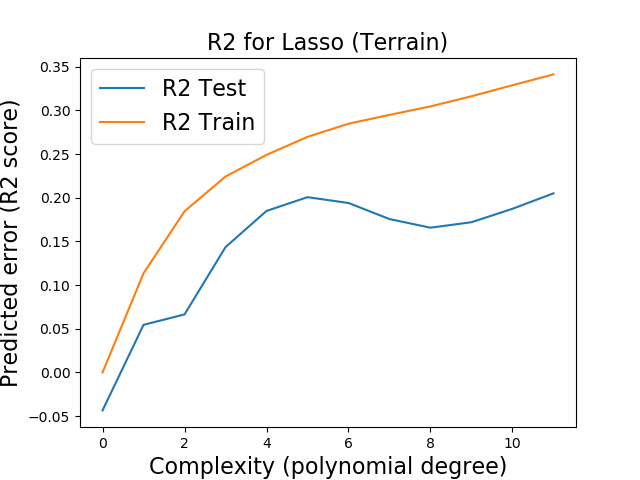 R2 for Lasso (Terrain)
R2 Test
R2 Train
Predicted error (R2 score)
0.35
0.30
0.25
0.20
0.15
0.10
0.05
0.00
−0.05
0 2 4 6 8 10
Complexity (polynomial degree)